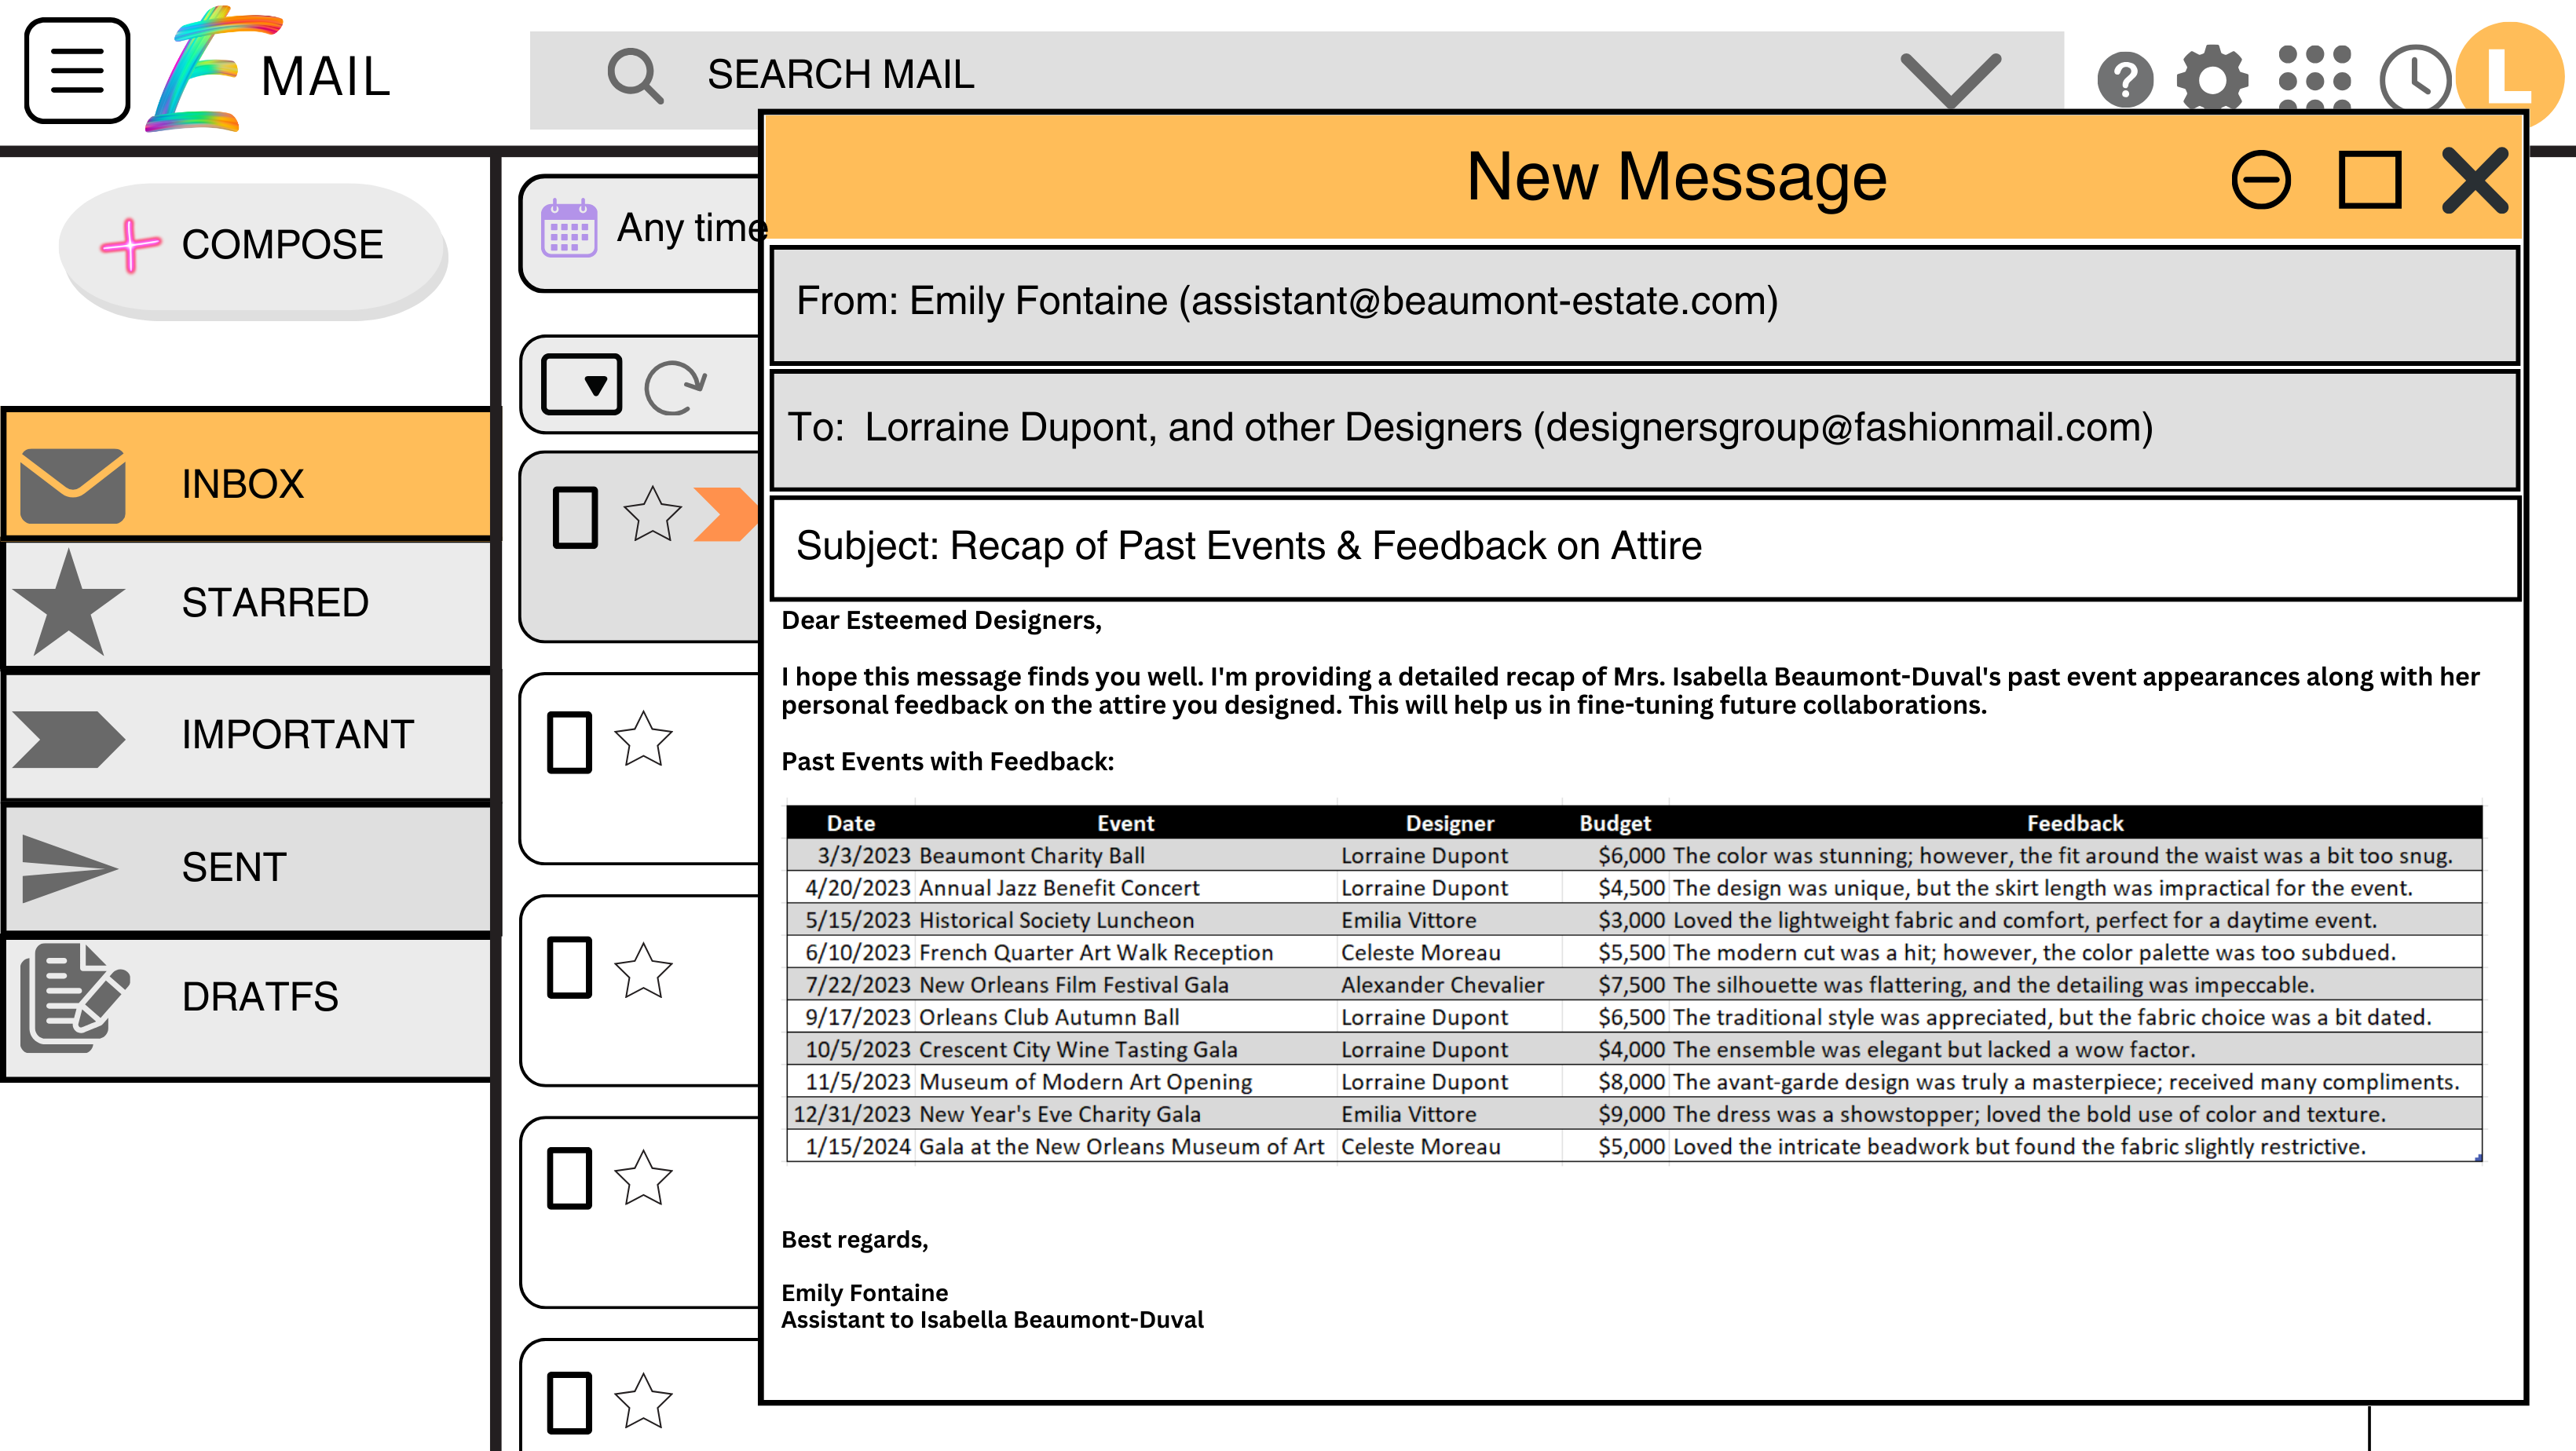 E MAIL
SEARCH MAIL
?
L
COMPOSE
INBOX
STARRED
IMPORTANT
SENT
DRATFS
Any time
New Message
From: Emily Fontaine (assistant@beaumont-estate.com)
To: Lorraine Dupont, and other Designers (designersgroup@fashionmail.com)
Subject: Recap of Past Events & Feedback on Attire
Dear Esteemed Designers,
I hope this message finds you well. I'm providing a detailed recap of Mrs. Isabella Beaumont-Duval's past event appearances along with her
personal feedback on the attire you designed. This will help us in fine-tuning future collaborations.
Past Events with Feedback:
Date Event Designer Budget Feedback
3/3/2023 Beaumont Charity Ball Lorraine Dupont $6,000 The color was stunning; however, the fit around the waist was a bit too snug.
4/20/2023 Annual Jazz Benefit Concert Lorraine Dupont $4,500 The design was unique, but the skirt length was impractical for the event.
5/15/2023 Historical Society Luncheon Emilia Vittore $3,000 Loved the lightweight fabric and comfort, perfect for a daytime event.
6/10/2023 French Quarter Art Walk Reception Celeste Moreau $5,500 The modern cut was a hit; however, the color palette was too subdued.
7/22/2023 New Orleans Film Festival Gala Alexander Chevalier $7,500 The silhouette was flattering, and the detailing was impeccable.
9/17/2023 Orleans Club Autumn Ball Lorraine Dupont $6,500 The traditional style was appreciated, but the fabric choice was a bit dated.
10/5/2023 Crescent City Wine Tasting Gala Lorraine Dupont $4,000 The ensemble was elegant but lacked a wow factor.
11/5/2023 Museum of Modern Art Opening Lorraine Dupont $8,000 The avant-garde design was truly a masterpiece; received many compliments.
12/31/2023 New Year's Eve Charity Gala Emilia Vittore $9,000 The dress was a showstopper; loved the bold use of color and texture.
1/15/2024 Gala at the New Orleans Museum of Art Celeste Moreau $5,000 Loved the intricate beadwork but found the fabric slightly restrictive.
Best regards,
Emily Fontaine
Assistant to Isabella Beaumont-Duval